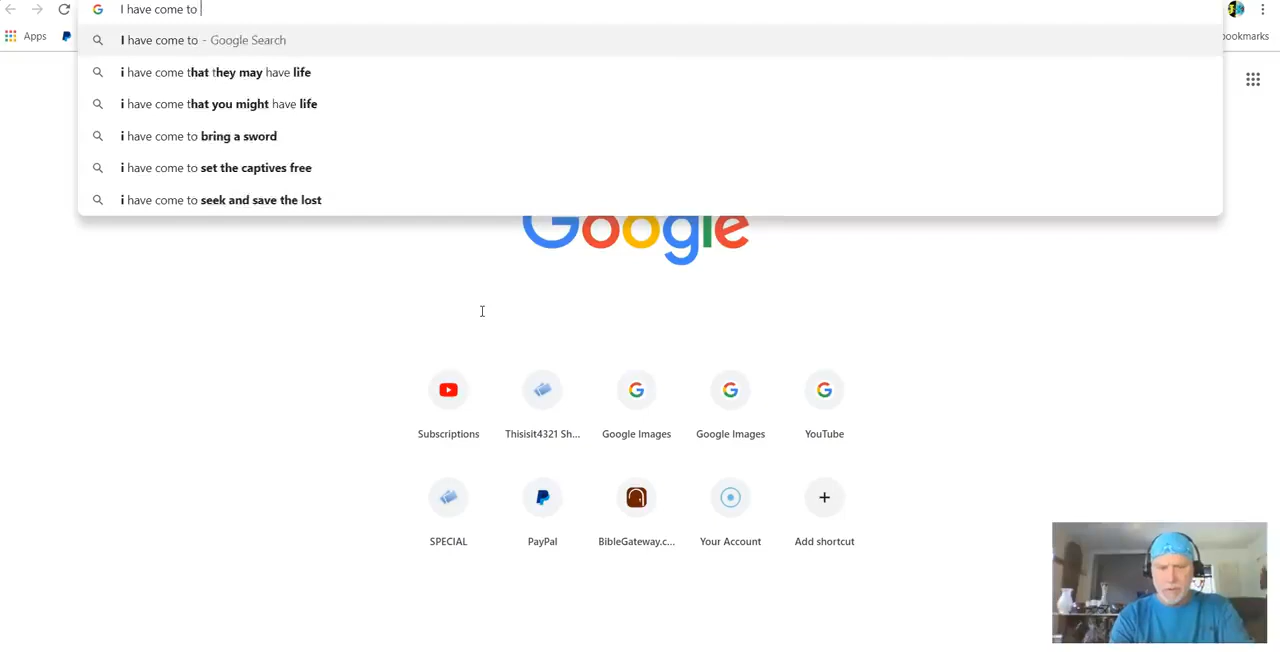 I have come to
Apps
bookmarks
I have come to - Google Search
i have come that they may have life
i have come that you might have life
i have come to bring a sword
i have come to set the captives free
i have come to seek and save the lost
Google
Subscriptions
Thisisit4321 Sh...
Google Images
Google Images
YouTube
SPECIAL
PayPal
BibleGateway.c...
Your Account
Add shortcut